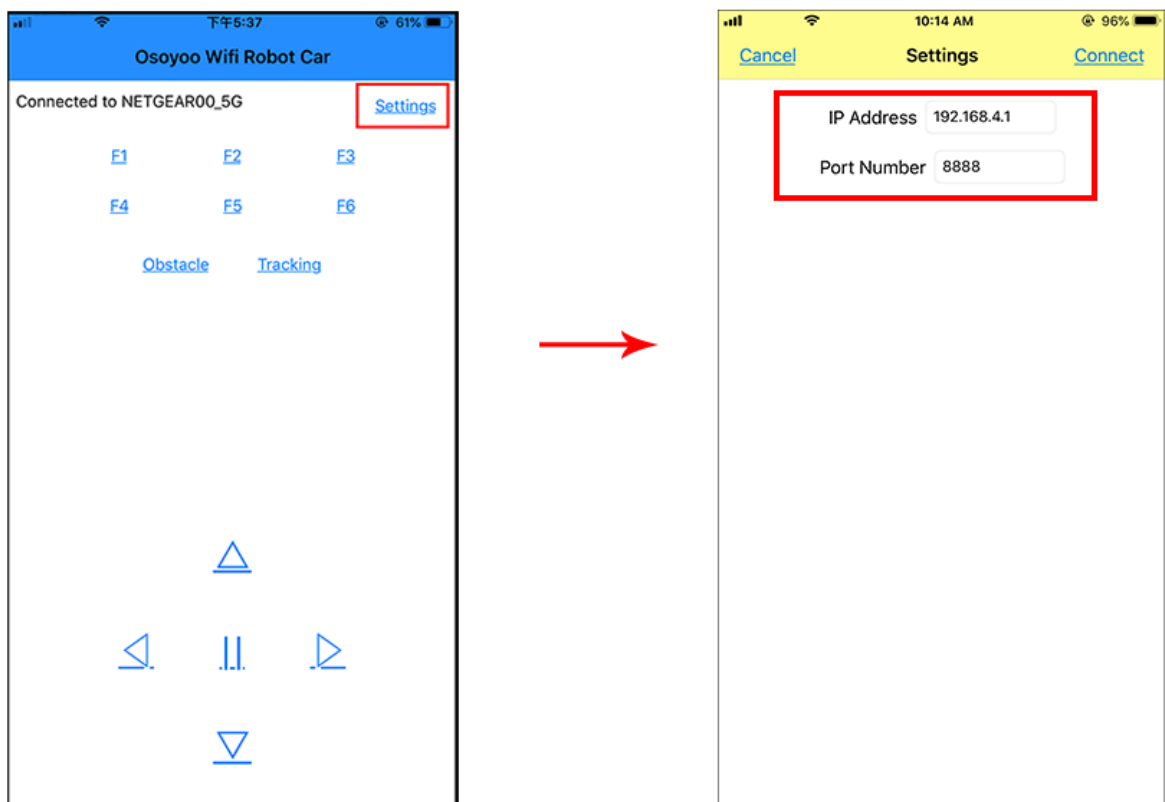 下午5:37 61%
Osoyoo Wifi Robot Car
Connected to NETGEAR00_5G Settings
F1 F2 F3
F4 F5 F6
Obstacle Tracking
10:14 AM 96%
Cancel Settings Connect
IP Address 192.168.4.1
Port Number 8888